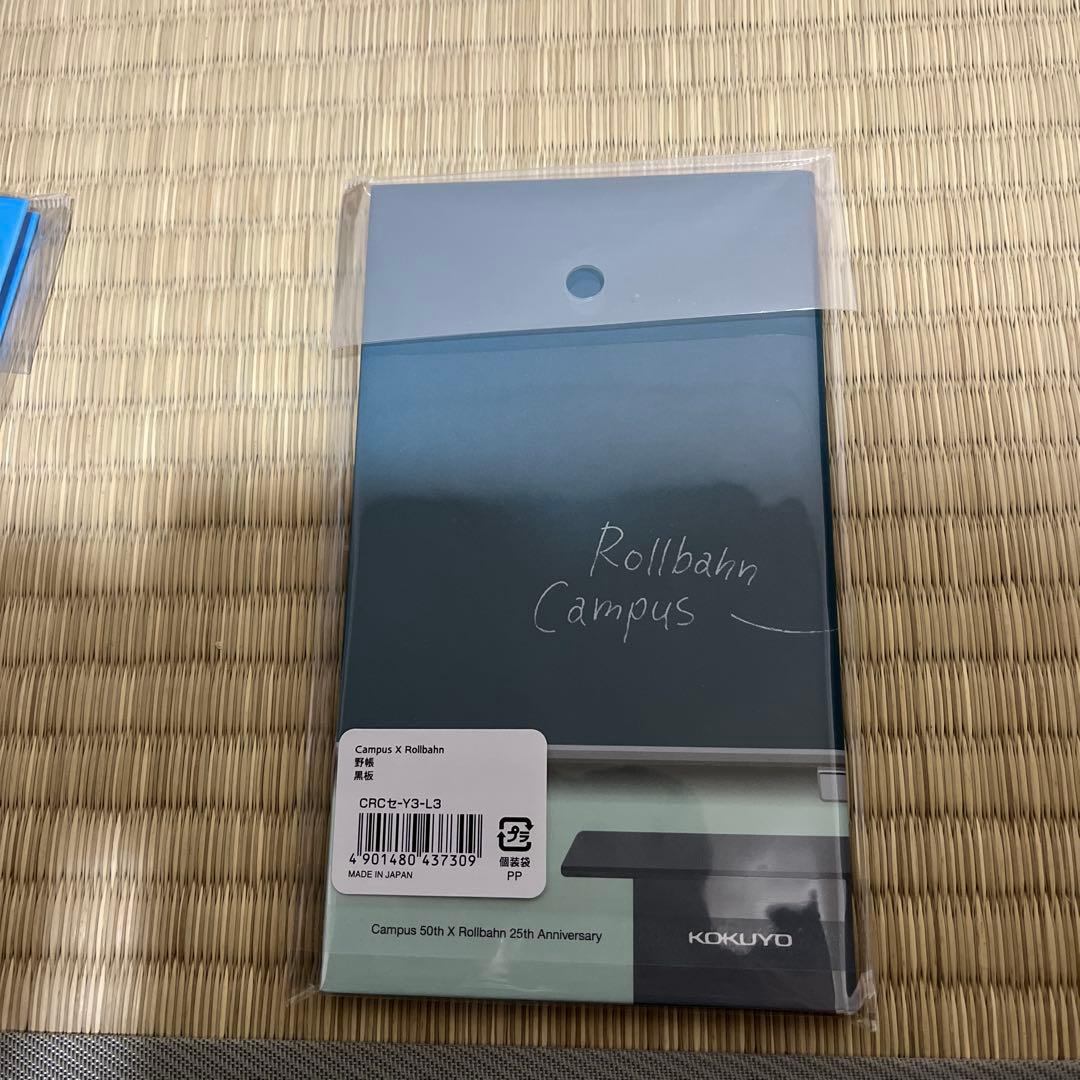 Rollbahn
Campus
Campus X Rollbahn
野帳
黒板
CRCセ-Y3-L3
4 901480 437309
プラ
個装袋
PP
MADE IN JAPAN
Campus 50th X Rollbahn 25th Anniversary
KOKUYO